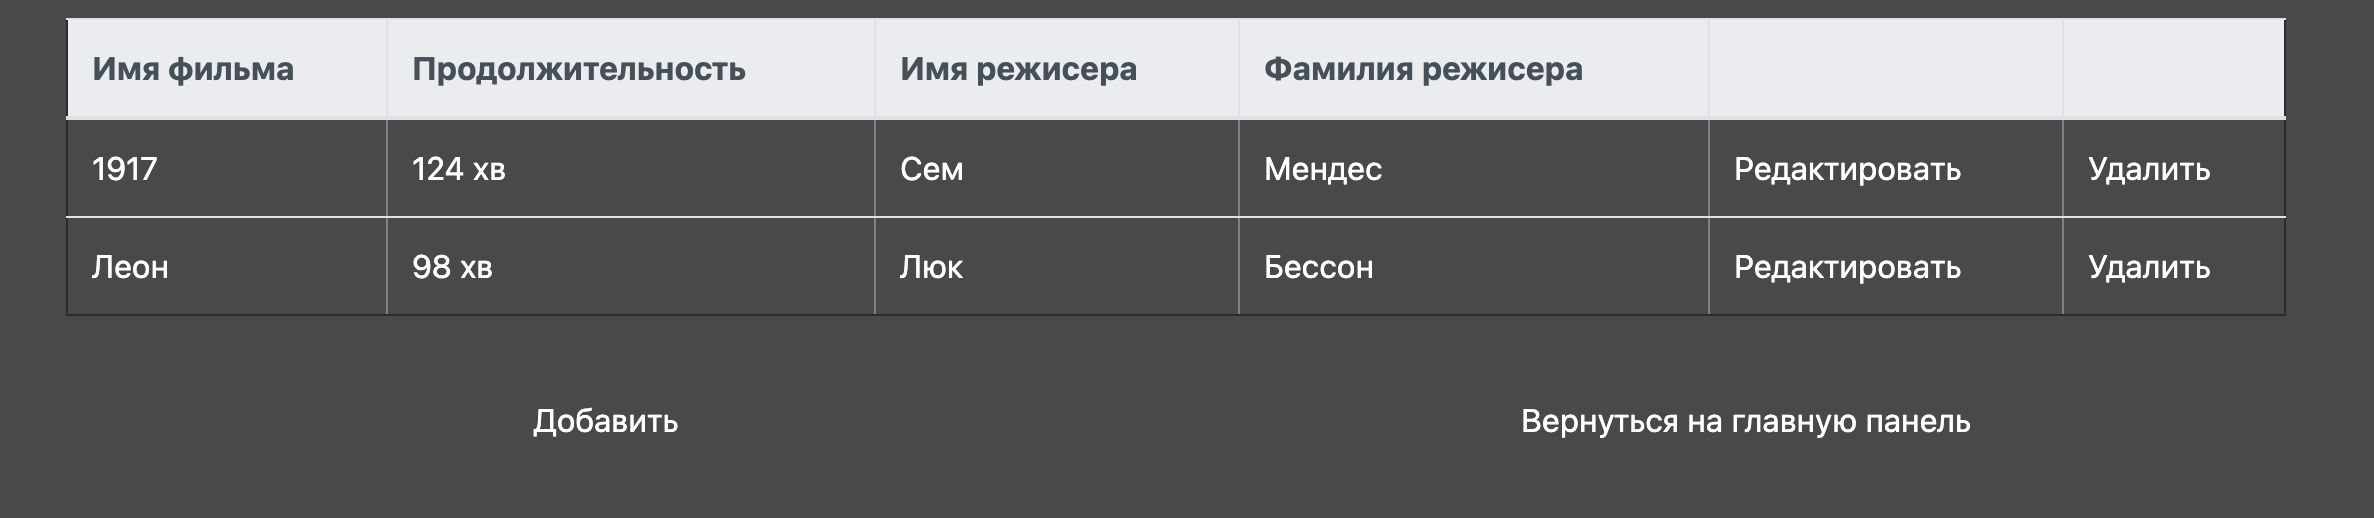 Имя фильма Продолжительность Имя режисера Фамилия режисера
1917 124 хв Сем Мендес Редактировать Удалить
Леон 98 хв Люк Бессон Редактировать Удалить
Добавить Вернуться на главную панель